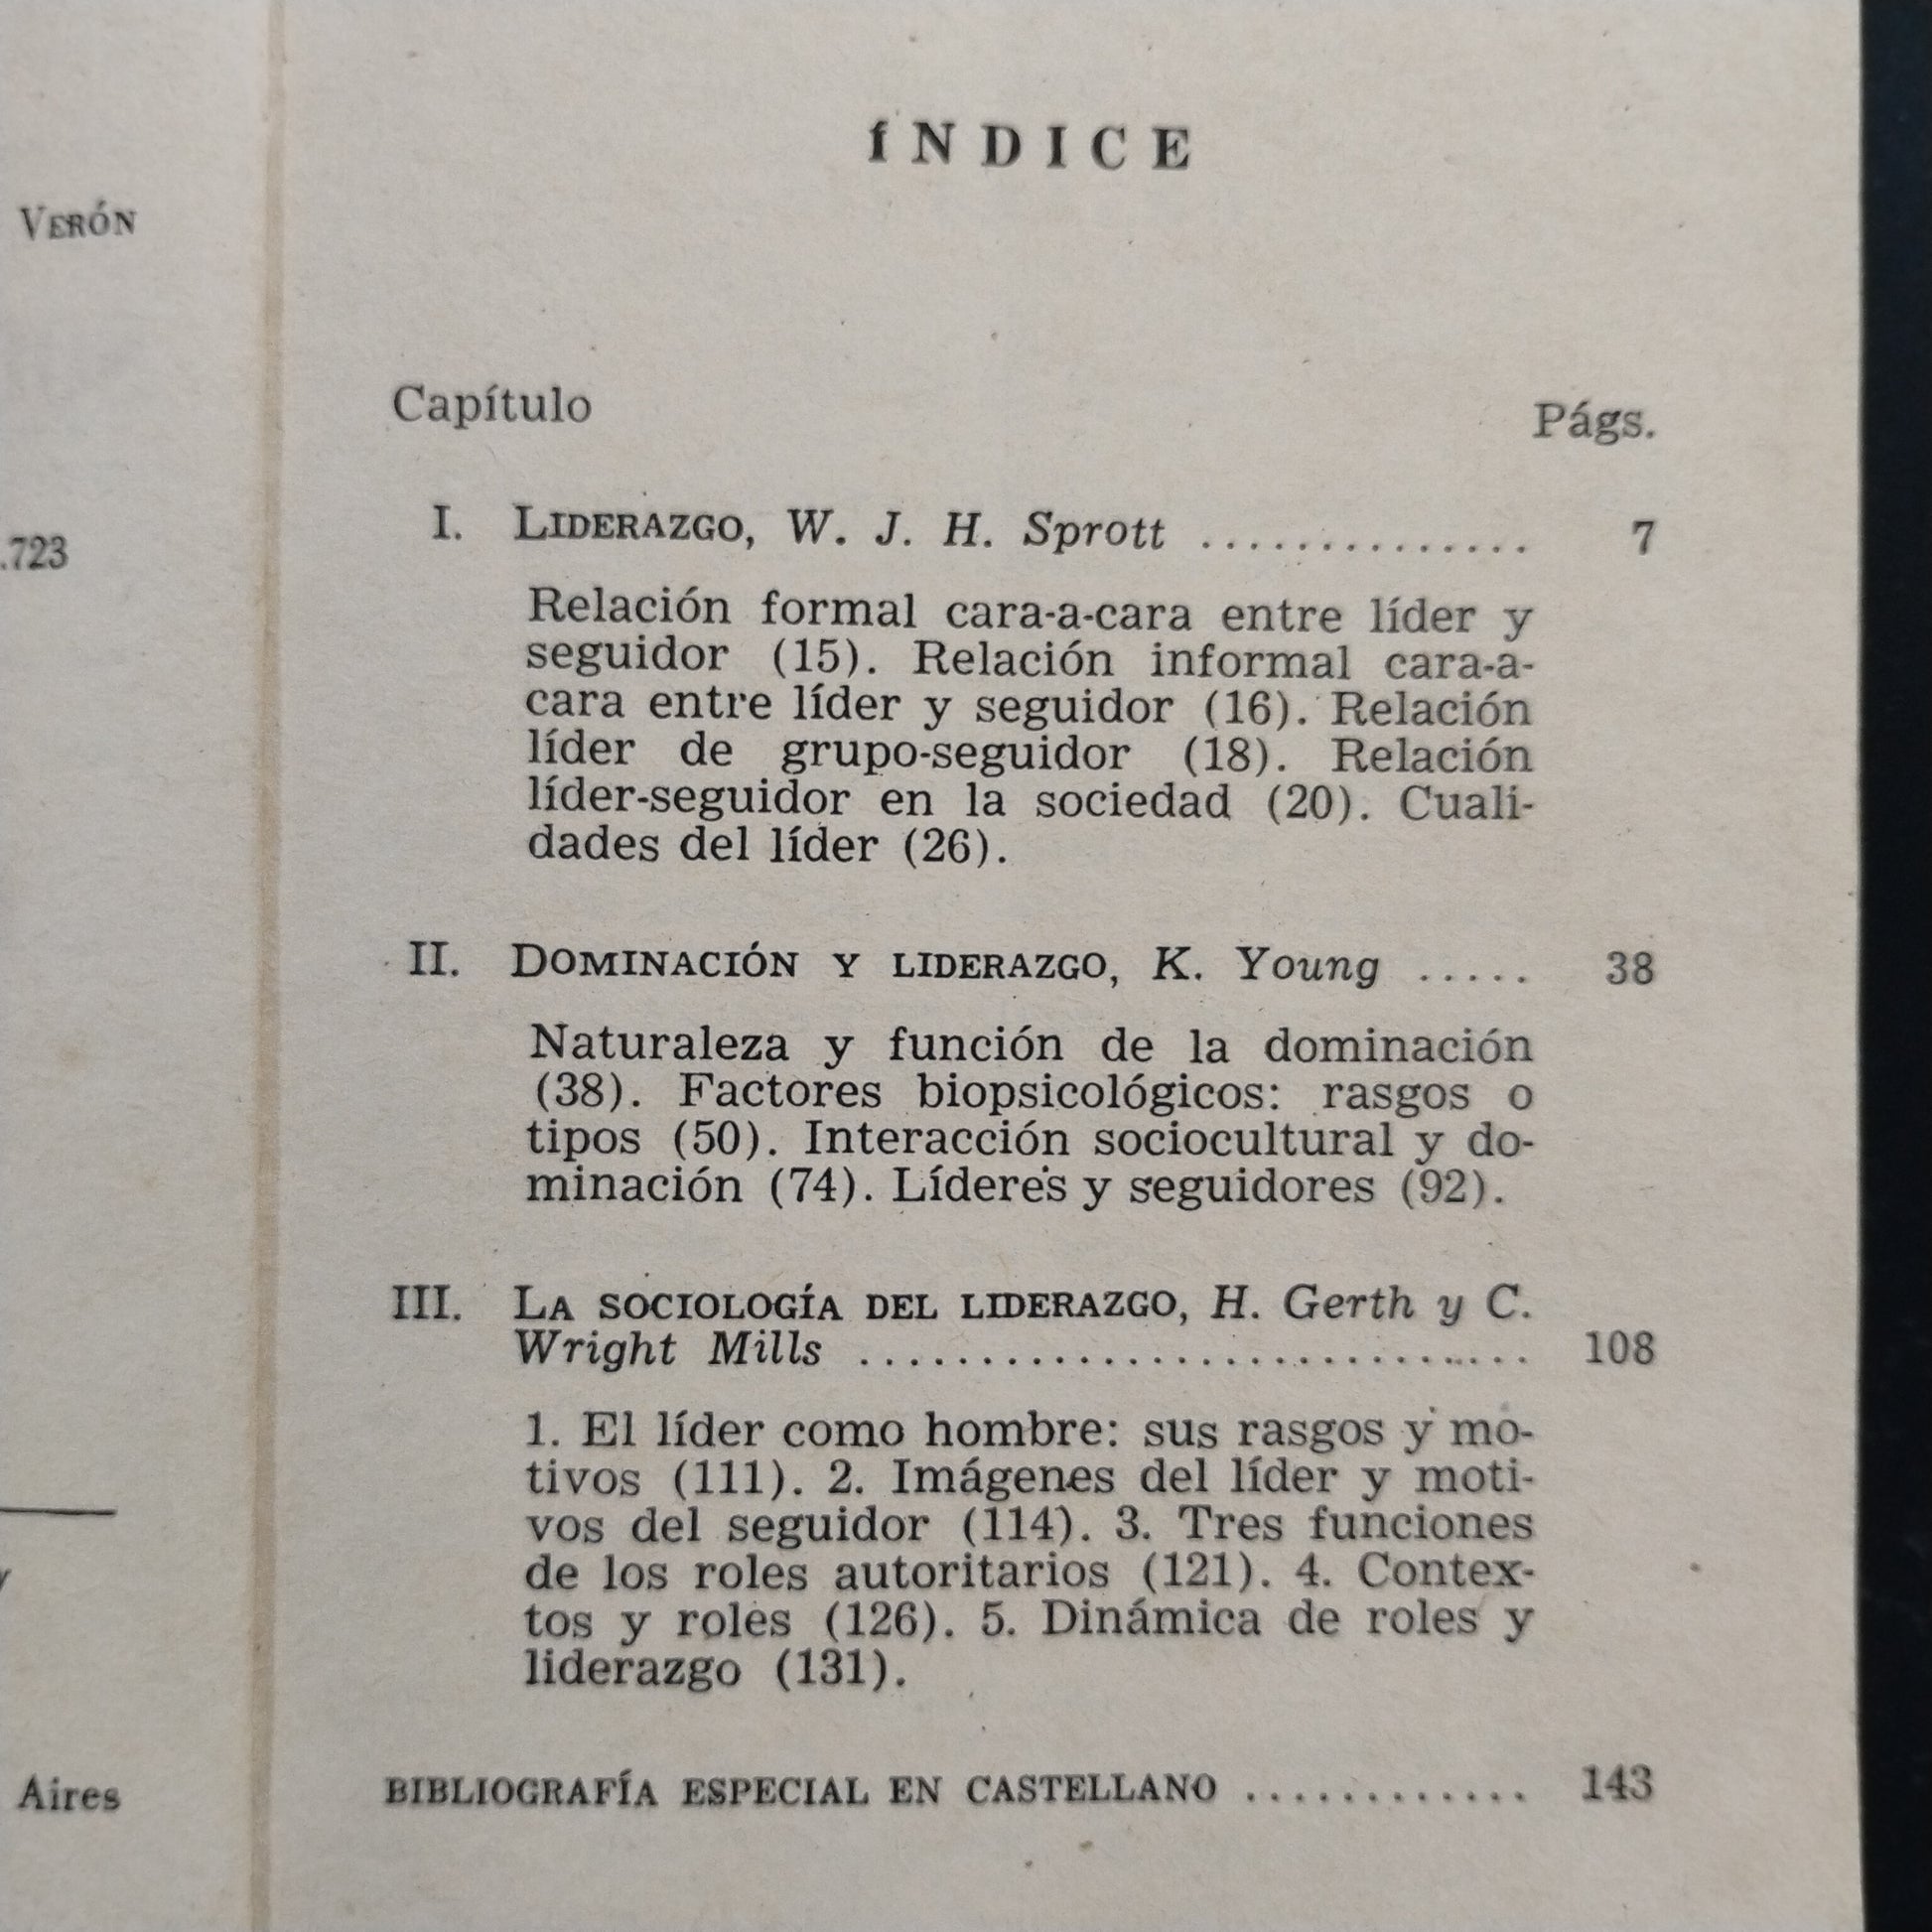 VERÓN
.723
Aires
ÍNDICE
Capítulo Págs.
I. LIDERAZGO, W. J. H. Sprott .............. 7
Relación formal cara-a-cara entre líder y
seguidor (15). Relación informal cara-a-
cara entre líder y seguidor (16). Relación
líder de grupo-seguidor (18). Relación
líder-seguidor en la sociedad (20). Cuali-
dades del líder (26).
II. DOMINACIÓN Y LIDERAZGO, K. Young ..... 38
Naturaleza y función de la dominación
(38). Factores biopsicológicos: rasgos o
tipos (50). Interacción sociocultural y do-
minación (74). Líderes y seguidores (92).
III. LA SOCIOLOGÍA DEL LIDERAZGO, H. Gerth y C.
Wright Mills ............................ 108
1. El líder como hombre: sus rasgos y mo-
tivos (111). 2. Imágenes del líder y moti-
vos del seguidor (114). 3. Tres funciones
de los roles autoritarios (121). 4. Contex-
tos y roles (126). 5. Dinámica de roles y
liderazgo (131).
BIBLIOGRAFÍA ESPECIAL EN CASTELLANO ............ 143